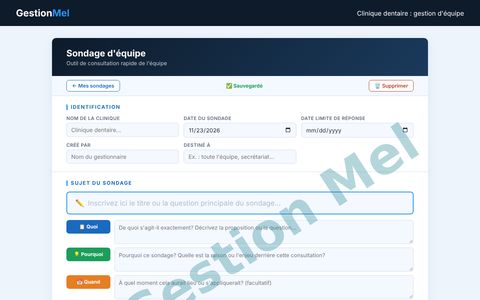 GestionMel
Clinique dentaire : gestion d'équipe
Sondage d'équipe
Outil de consultation rapide de l'équipe
← Mes sondages
✅ Sauvegardé
🗑️ Supprimer
IDENTIFICATION
NOM DE LA CLINIQUE
DATE DU SONDAGE
DATE LIMITE DE RÉPONSE
Clinique dentaire...
11/23/2026
mm/dd/yyyy
CRÉÉ PAR
DESTINÉ À
Nom du gestionnaire
Ex. : toute l'équipe, secrétariat...
SUJET DU SONDAGE
✏️ Inscrivez ici le titre ou la question principale du sondage...
📋 Quoi
De quoi s'agit-il exactement? Décrivez la proposition ou la question...
💡 Pourquoi
Pourquoi ce sondage? Quelle est la raison ou l'enjeu derrière cette consultation?
📅 Quand
À quel moment cela aurait lieu ou s'appliquerait? (facultatif)
Gestion Mel